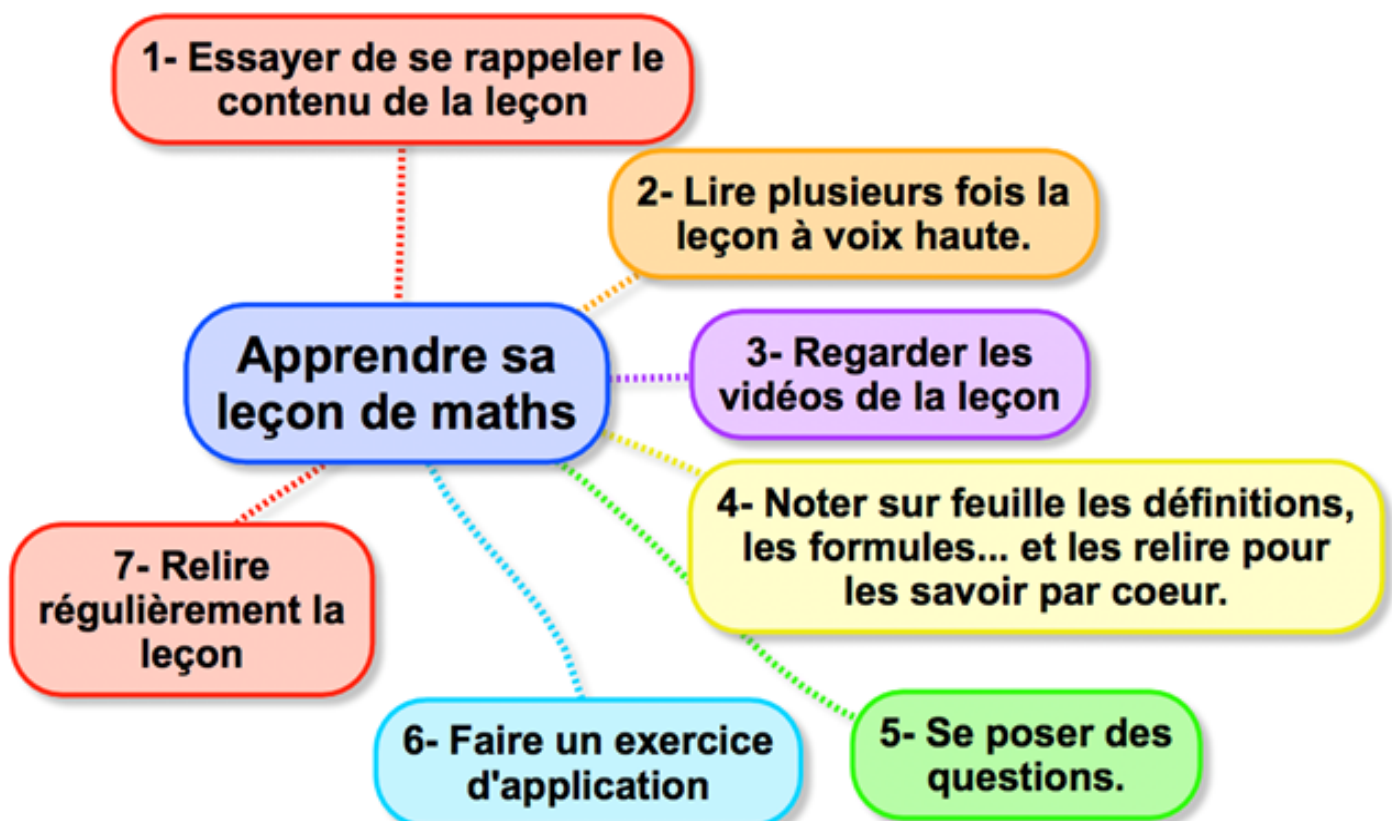 1- Essayer de se rappeler le
contenu de la leçon
2- Lire plusieurs fois la
leçon à voix haute.
Apprendre sa
leçon de maths
3- Regarder les
vidéos de la leçon
4- Noter sur feuille les définitions,
les formules... et les relire pour
les savoir par coeur.
5- Se poser des
questions.
6- Faire un exercice
d'application
7- Relire
régulièrement la
leçon